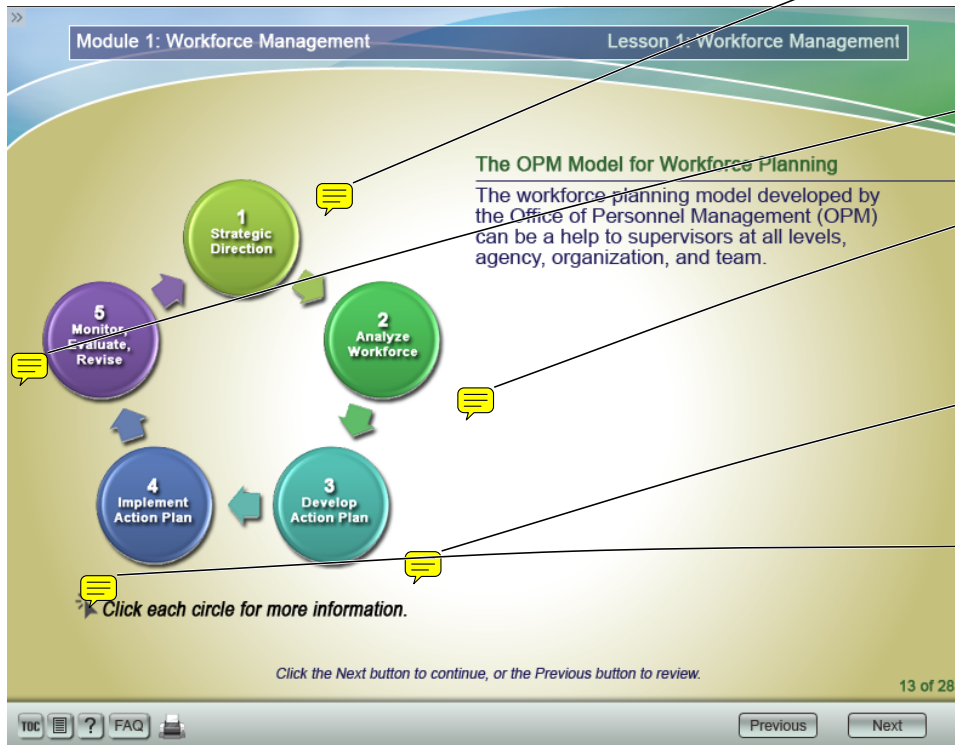 »
Module 1: Workforce Management
Lesson 1: Workforce Management
The OPM Model for Workforce Planning
The workforce planning model developed by
the Office of Personnel Management (OPM)
can be a help to supervisors at all levels,
agency, organization, and team.
1
Strategic
Direction
2
Analyze
Workforce
3
Develop
Action Plan
4
Implement
Action Plan
5
Monitor,
Evaluate,
Revise
Click each circle for more information.
Click the Next button to continue, or the Previous button to review.
13 of 28
TOC
?
FAQ
Previous
Next